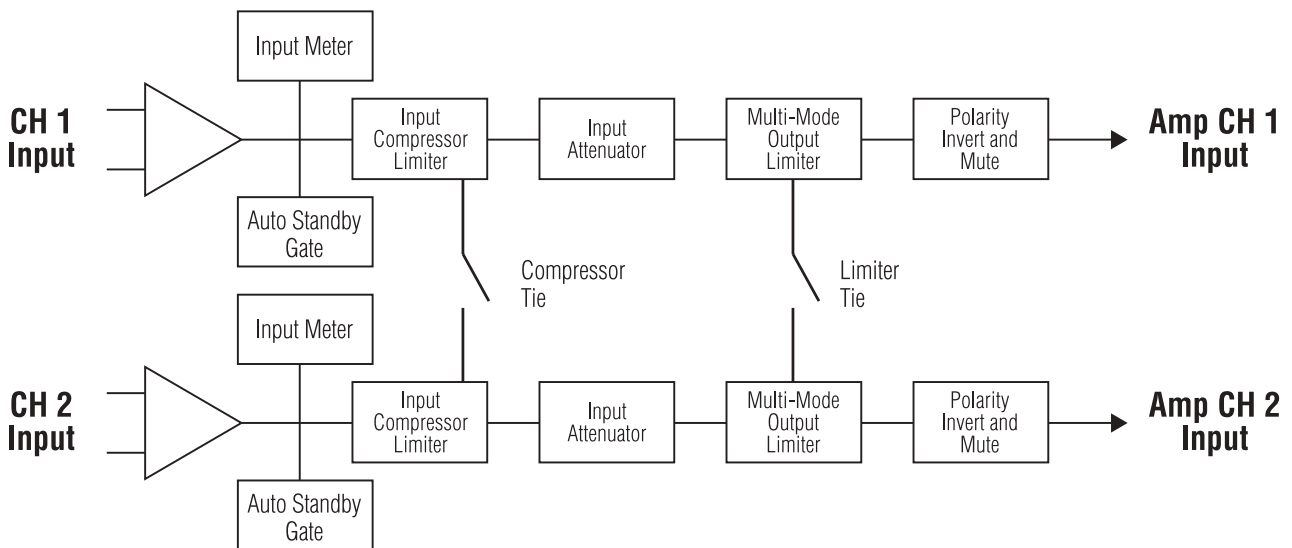 Input Meter
CH 1
Input
Input
Compressor
Limiter
Input
Attenuator
Multi-Mode
Output
Limiter
Polarity
Invert and
Mute
Amp CH 1
Input
Auto Standby
Gate
Compressor
Tie
Limiter
Tie
Input Meter
CH 2
Input
Input
Compressor
Limiter
Input
Attenuator
Multi-Mode
Output
Limiter
Polarity
Invert and
Mute
Amp CH 2
Input
Auto Standby
Gate